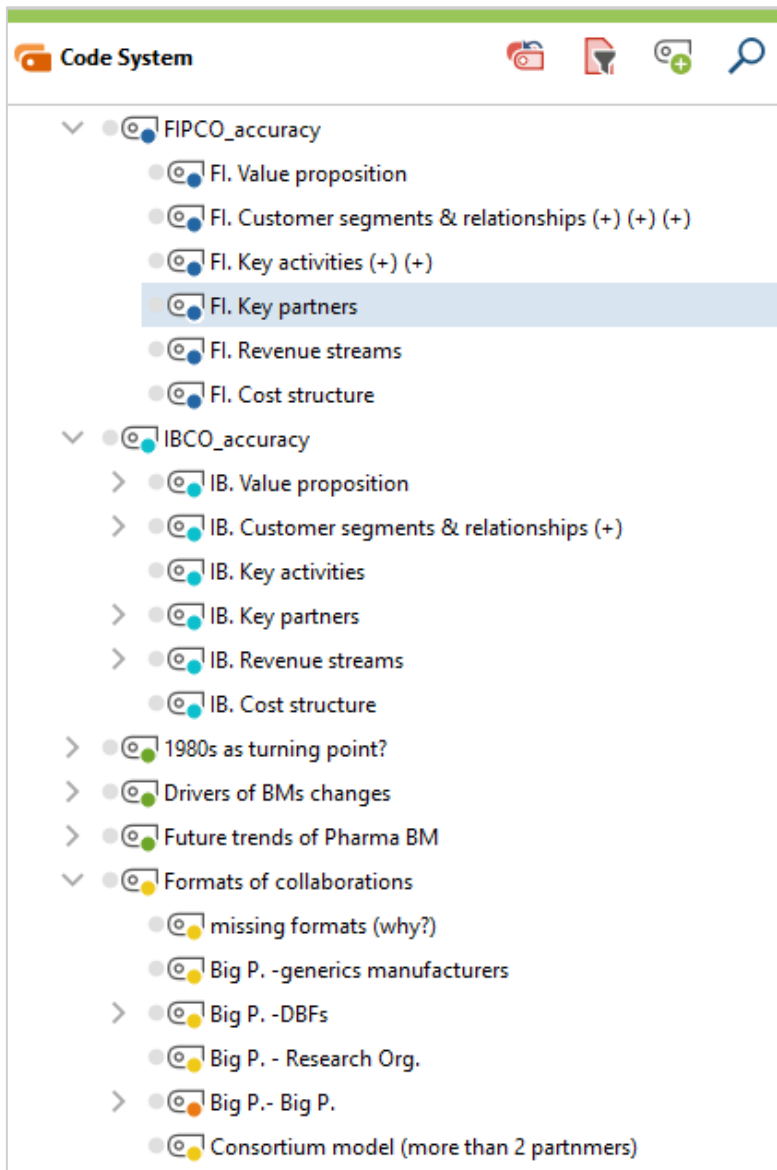 Code System
FIPCO_accuracy
FI. Value proposition
FI. Customer segments & relationships (+) (+) (+)
FI. Key activities (+) (+)
FI. Key partners
FI. Revenue streams
FI. Cost structure
IBCO_accuracy
IB. Value proposition
IB. Customer segments & relationships (+)
IB. Key activities
IB. Key partners
IB. Revenue streams
IB. Cost structure
1980s as turning point?
Drivers of BMs changes
Future trends of Pharma BM
Formats of collaborations
missing formats (why?)
Big P. -generics manufacturers
Big P. -DBFs
Big P. - Research Org.
Big P.- Big P.
Consortium model (more than 2 partnmers)